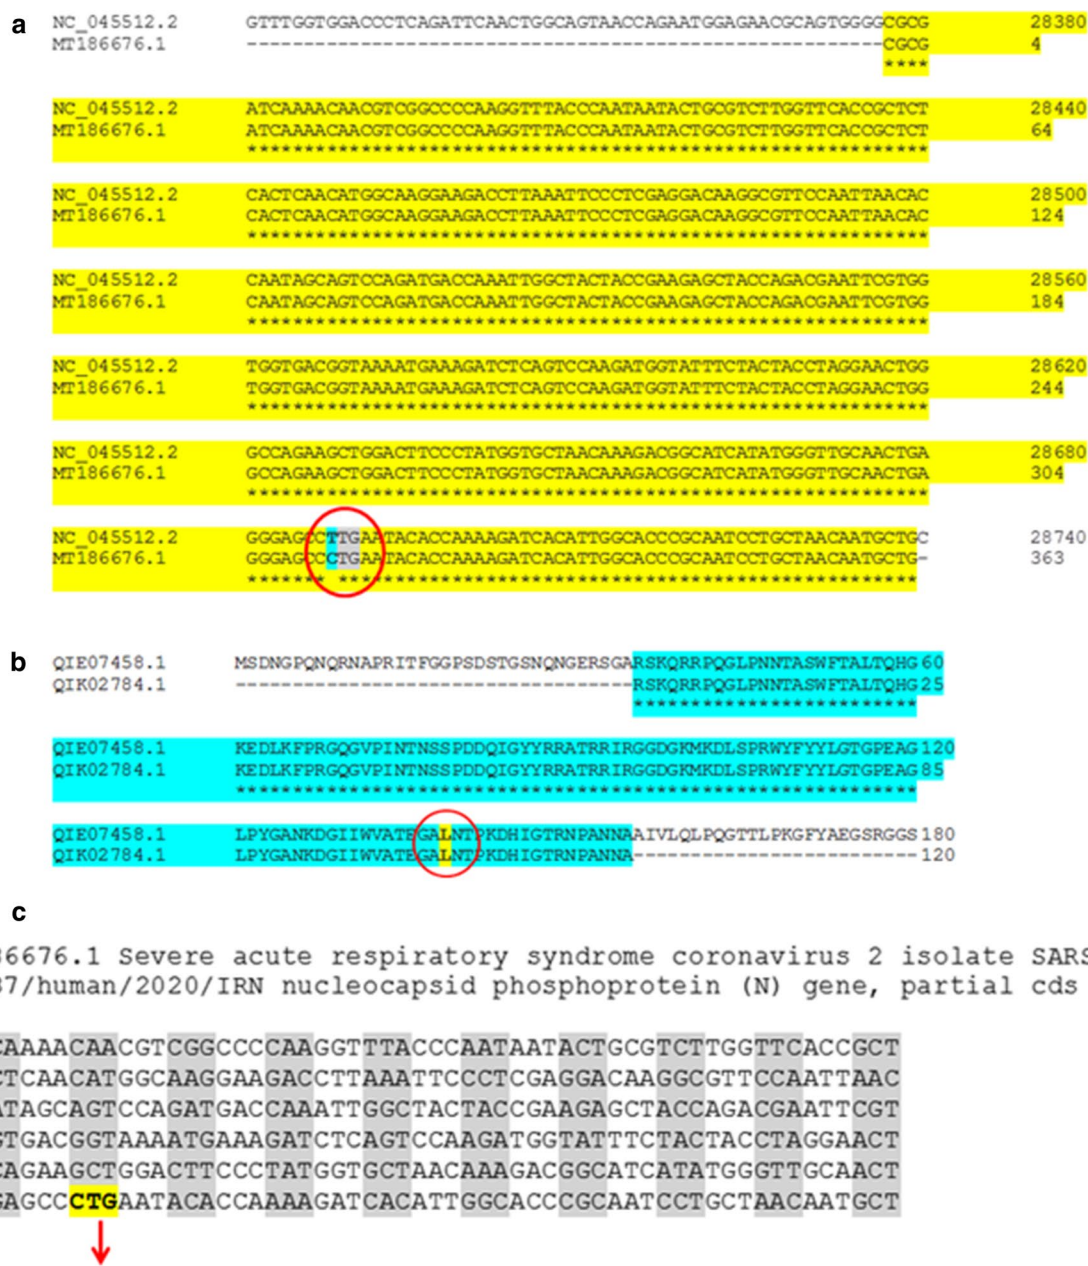 a
NC_045512.2 GTTTGGTGGACCCTCAGATTCAACTGGCAGTAACCAGAATGGAGAACGCAGTGGGGCGCG 28380
MT186676.1 --------------------------------------------------------CGCG 4
****
NC_045512.2 ATCAAAACAACGTCGGCCCCAAGGTTTACCCAATAATACTGCGTCTTGGTTCACCGCTCT 28440
MT186676.1 ATCAAAACAACGTCGGCCCCAAGGTTTACCCAATAATACTGCGTCTTGGTTCACCGCTCT 64
************************************************************
NC_045512.2 CACTCAACATGGCAAGGAAGACCTTAAATTCCCTCGAGGACAAGGCGTTCCAATTAACAC 28500
MT186676.1 CACTCAACATGGCAAGGAAGACCTTAAATTCCCTCGAGGACAAGGCGTTCCAATTAACAC 124
************************************************************
NC_045512.2 CAATAGCAGTCCAGATGACCAAATTGGCTACTACCGAAGAGCTACCAGACGAATTCGTGG 28560
MT186676.1 CAATAGCAGTCCAGATGACCAAATTGGCTACTACCGAAGAGCTACCAGACGAATTCGTGG 184
************************************************************
NC_045512.2 TGGTGACGGTAAAATGAAAGATCTCAGTCCAAGATGGTATTTCTACTACCTAGGAACTGG 28620
MT186676.1 TGGTGACGGTAAAATGAAAGATCTCAGTCCAAGATGGTATTTCTACTACCTAGGAACTGG 244
************************************************************
NC_045512.2 GCCAGAAGCTGGACTTCCCTATGGTGCTAACAAAGACGGCATCATATGGGTTGCAACTGA 28680
MT186676.1 GCCAGAAGCTGGACTTCCCTATGGTGCTAACAAAGACGGCATCATATGGGTTGCAACTGA 304
************************************************************
NC_045512.2 GGGAGCCTTGAATACACCAAAAGATCACATTGGCACCCGCAATCCTGCTAACAATGCTGC 28740
MT186676.1 GGGAGCCCTGAATACACCAAAAGATCACATTGGCACCCGCAATCCTGCTAACAATGCTG- 363
******* ***************************************************
b
QIE07458.1 MSDNGPQNQRNAPRITFGGPSDSTGSNQNGERSGARSKQRRPQGLPNNTASWFTALTQHG 60
QIK02784.1 -----------------------------------RSKQRRPQGLPNNTASWFTALTQHG 25
*************************
QIE07458.1 KEDLKFPRGQGVPINTNSSPDDQIGYYRRATRRIRGGDGKMKDLSPRWYFYYLGTGPEAG 120
QIK02784.1 KEDLKFPRGQGVPINTNSSPDDQIGYYRRATRRIRGGDGKMKDLSPRWYFYYLGTGPEAG 85
************************************************************
QIE07458.1 LPYGANKDGIIWVATEGALNTPKDHIGTRNPANNAAIVLQLPQGTTLPKGFYAEGSRGGS 180
QIK02784.1 LPYGANKDGIIWVATEGALNTPKDHIGTRNPANNA------------------------- 120
c
86676.1 Severe acute respiratory syndrome coronavirus 2 isolate SARS
87/human/2020/IRN nucleocapsid phosphoprotein (N) gene, partial cds
CAAAACAACGTCGGCCCCAAGGTTTACCCAATAATACTGCGTCTTGGTTCACCGCT
CTCAACATGGCAAGGAAGACCTTAAATTCCCTCGAGGACAAGGCGTTCCAATTAAC
ATAGCAGTCCAGATGACCAAATTGGCTACTACCGAAGAGCTACCAGACGAATTCGT
GTGACGGTAAAATGAAAGATCTCAGTCCAAGATGGTATTTCTACTACCTAGGAACT
CAGAAGCTGGACTTCCCTATGGTGCTAACAAAGACGGCATCATATGGGTTGCAACT
GAGCCCTGAATACACCAAAAGATCACATTGGCACCCGCAATCCTGCTAACAATGCT